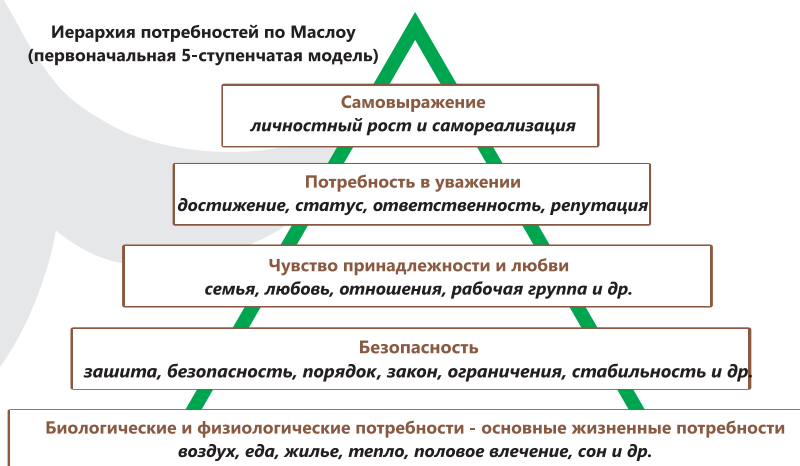 Иерархия потребностей по Маслоу
(первоначальная 5-ступенчатая модель)
Самовыражение
личностный рост и самореализация
Потребность в уважении
достижение, статус, ответственность, репутация
Чувство принадлежности и любви
семья, любовь, отношения, рабочая группа и др.
Безопасность
зашита, безопасность, порядок, закон, ограничения, стабильность и др.
Биологические и физиологические потребности - основные жизненные потребности
воздух, еда, жилье, тепло, половое влечение, сон и др.